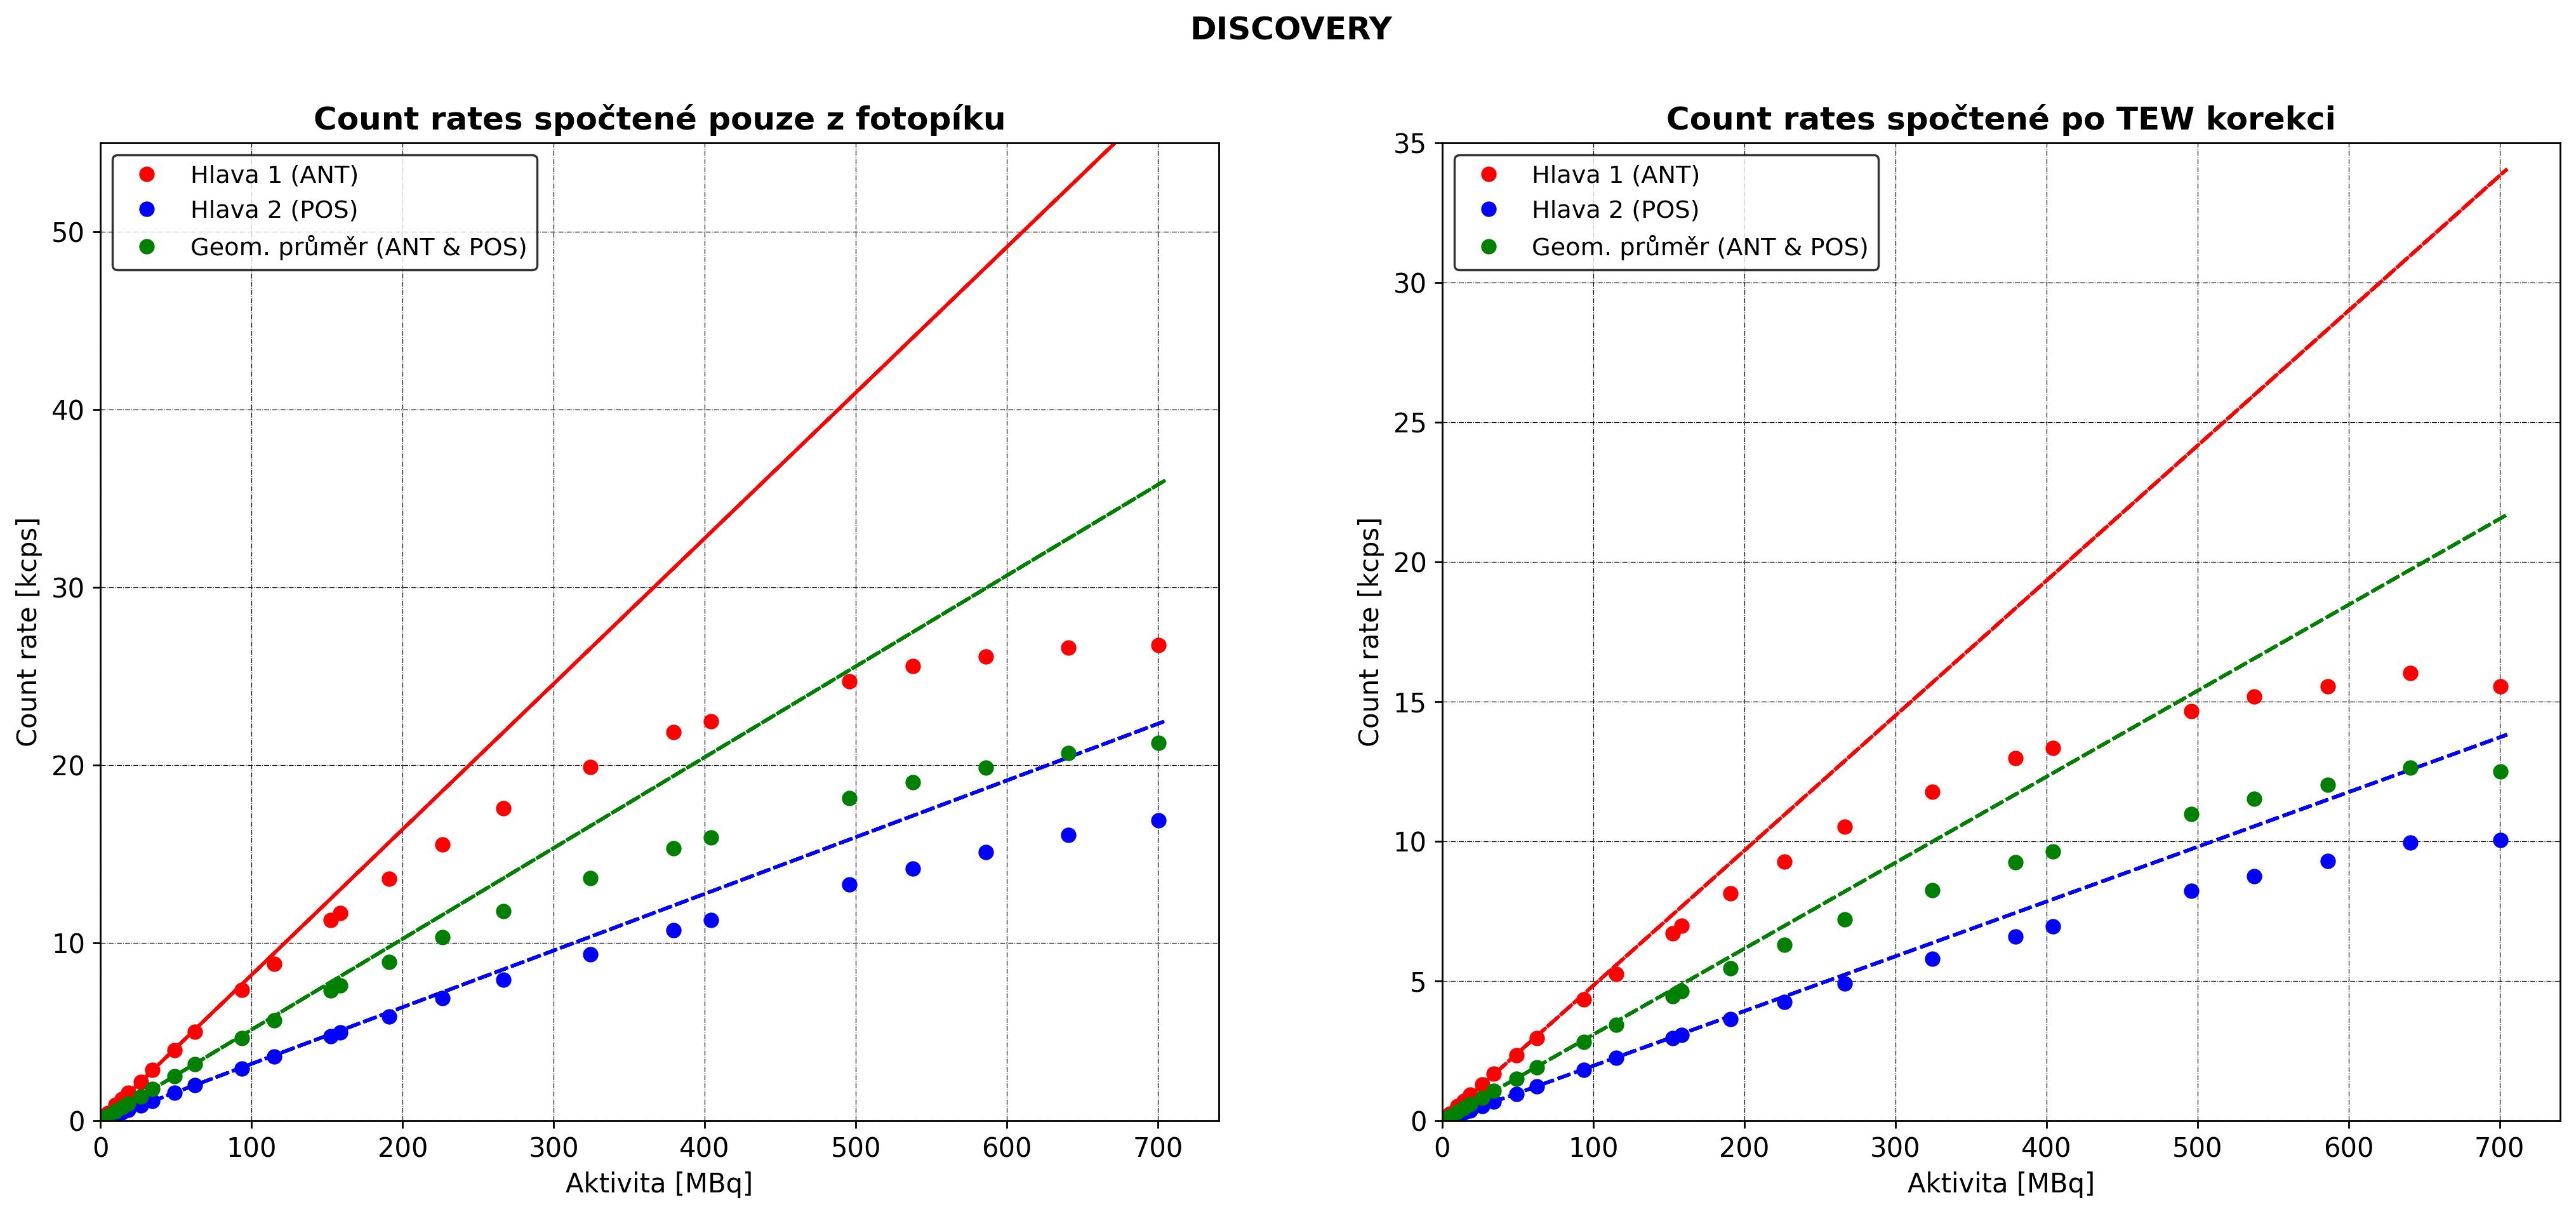 DISCOVERY
Count rates spočtené pouze z fotopíku
Hlava 1 (ANT)
Hlava 2 (POS)
Geom. průměr (ANT & POS)
50
40
30
20
10
0
Count rate [kcps]
0 100 200 300 400 500 600 700
Aktivita [MBq]
Count rates spočtené po TEW korekci
Hlava 1 (ANT)
Hlava 2 (POS)
Geom. průměr (ANT & POS)
35
30
25
20
15
10
5
0
Count rate [kcps]
0 100 200 300 400 500 600 700
Aktivita [MBq]